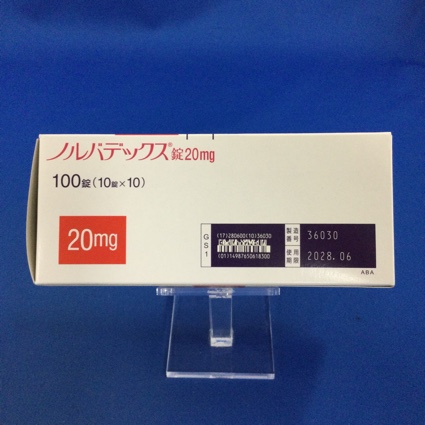 ノルバデックス®錠20mg
100錠(10錠×10)
20mg
GS1
(17)280600(10)36030
(01)14987650618300
製造番号 36030
使用期限 2028.06
ABA